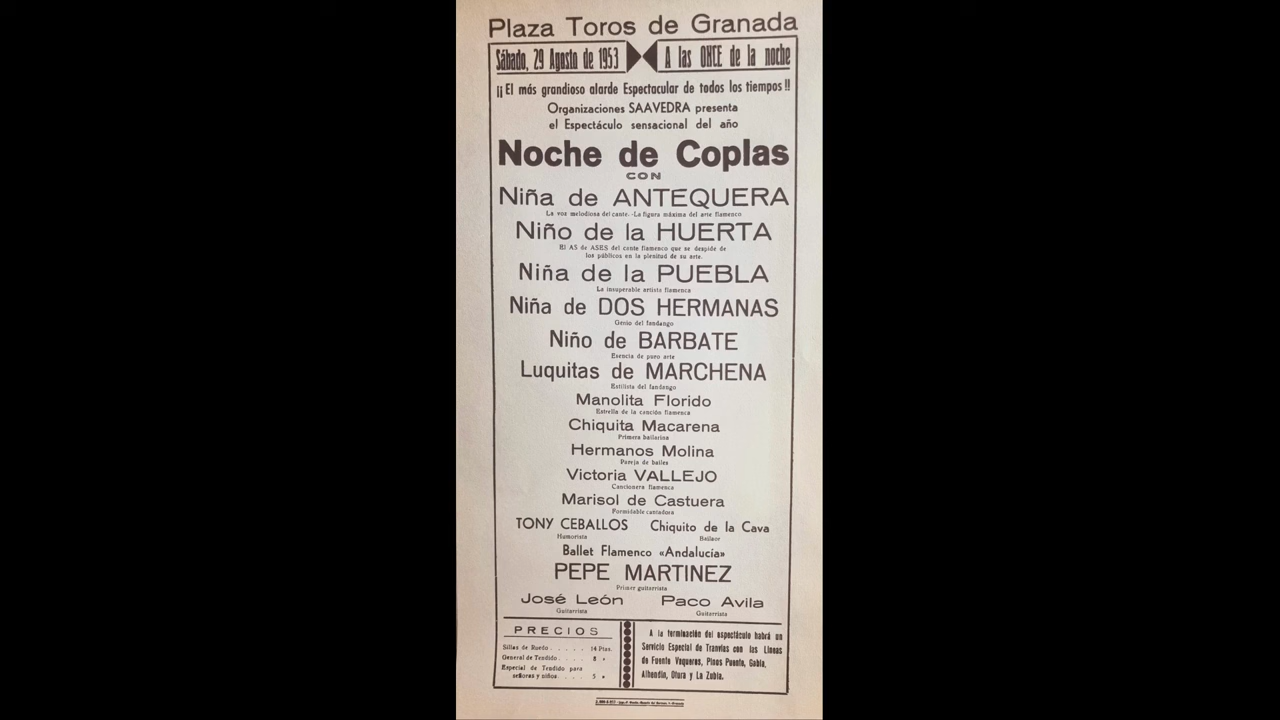 Plaza Toros de Granada
Sábado, 29 Agosto de 1953 A las ONCE de la noche
¡¡El más grandioso alarde Espectacular de todos los tiempos!!
Organizaciones SAAVEDRA presenta
el Espectáculo sensacional del año
Noche de Coplas
CON
Niña de ANTEQUERA
La voz melodiosa del cante.-La figura máxima del arte flamenco
Niño de la HUERTA
El AS de ASES del cante flamenco que se despide de
los públicos en la plenitud de su arte.
Niña de la PUEBLA
La insuperable artista flamenca
Niña de DOS HERMANAS
Genio del fandango
Niño de BARBATE
Esencia de puro arte
Luquitas de MARCHENA
Estilista del fandango
Manolita Florido
Estrella de la canción flamenca
Chiquita Macarena
Primera bailarina
Hermanos Molina
Pareja de bailes
Victoria VALLEJO
Cancionera flamenca
Marisol de Castuera
Formidable cantadora
TONY CEBALLOS Chiquito de la Cava
Humorista Bailaor
Ballet Flamenco «Andalucía»
PEPE MARTINEZ
Primer guitarrista
José León Paco Avila
Guitarrista Guitarrista
PRECIOS
Sillas de Ruedo . . . . . 14 Ptas.
General de Tendido . . . . 8 »
Especial de Tendido para
señoras y niños . . . . 5 »
A la terminación del espectáculo habrá un
Servicio Especial de Tranvías con las Líneas
de Fuente Vaqueros, Pinos Puente, Gabia,
Alhendín, Otura y La Zubia.